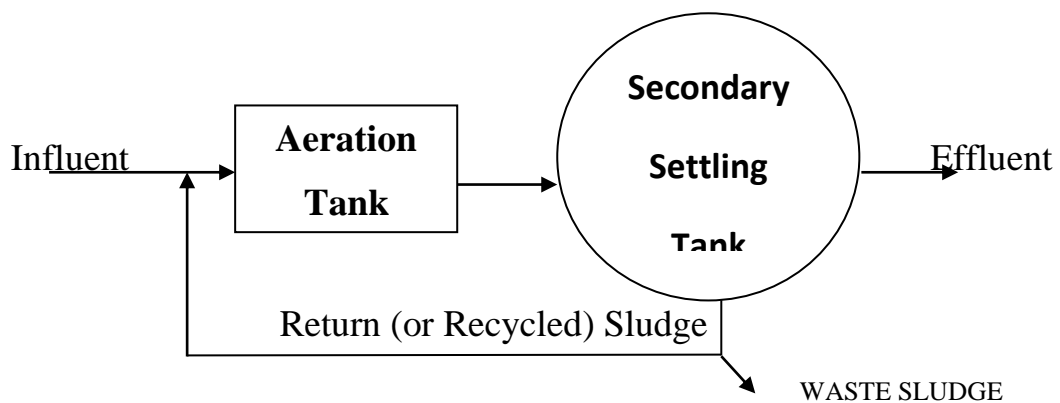 Influent
Aeration
Tank
Secondary
Settling
Tank
Effluent
Return (or Recycled) Sludge
WASTE SLUDGE